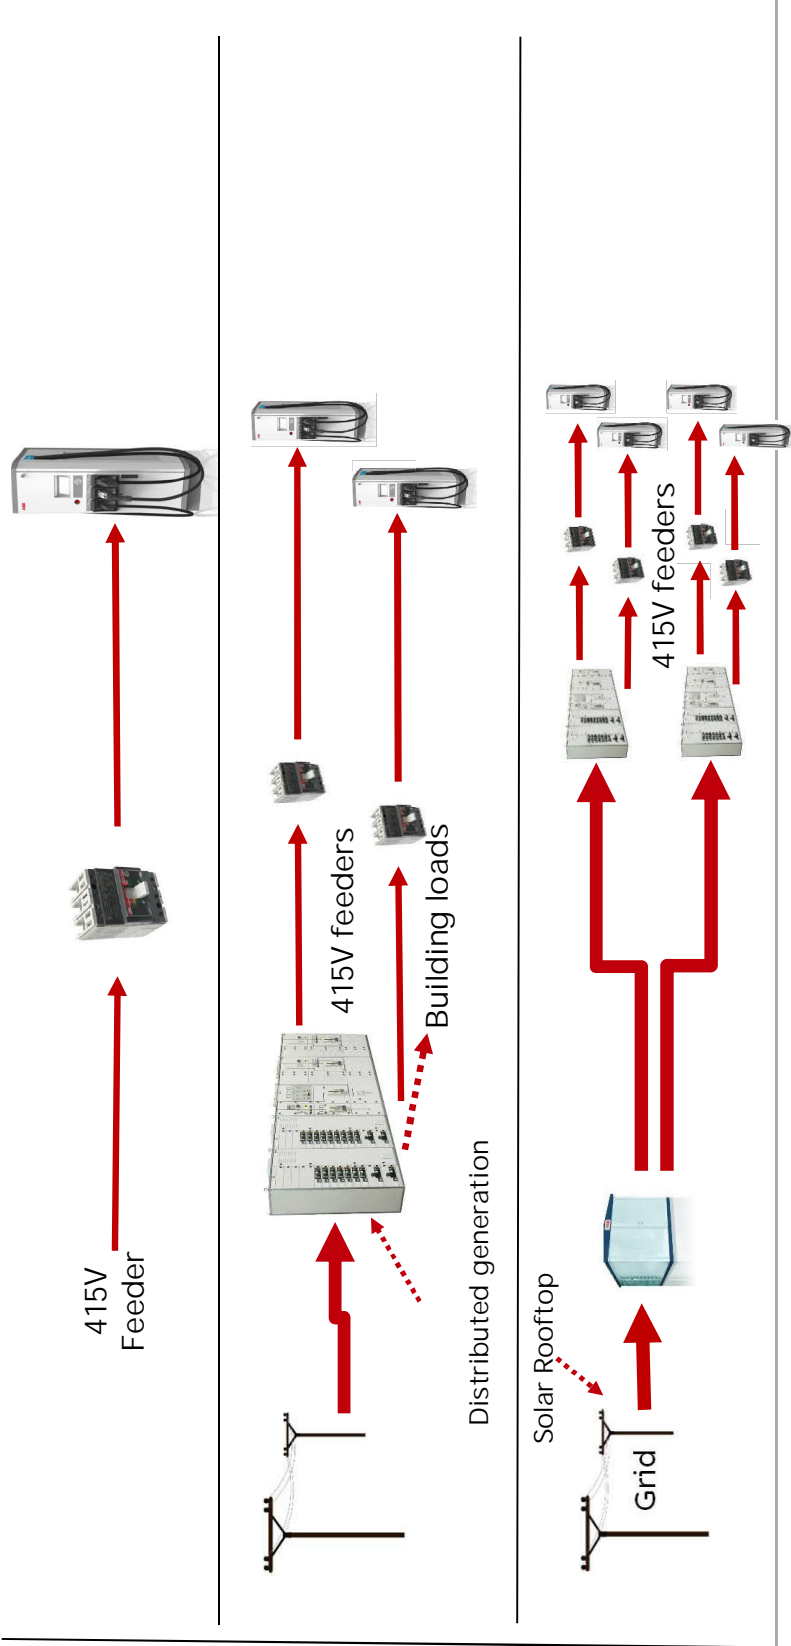 415V
Feeder
415V feeders
Building loads
Distributed generation
415V feeders
Solar Rooftop
Grid